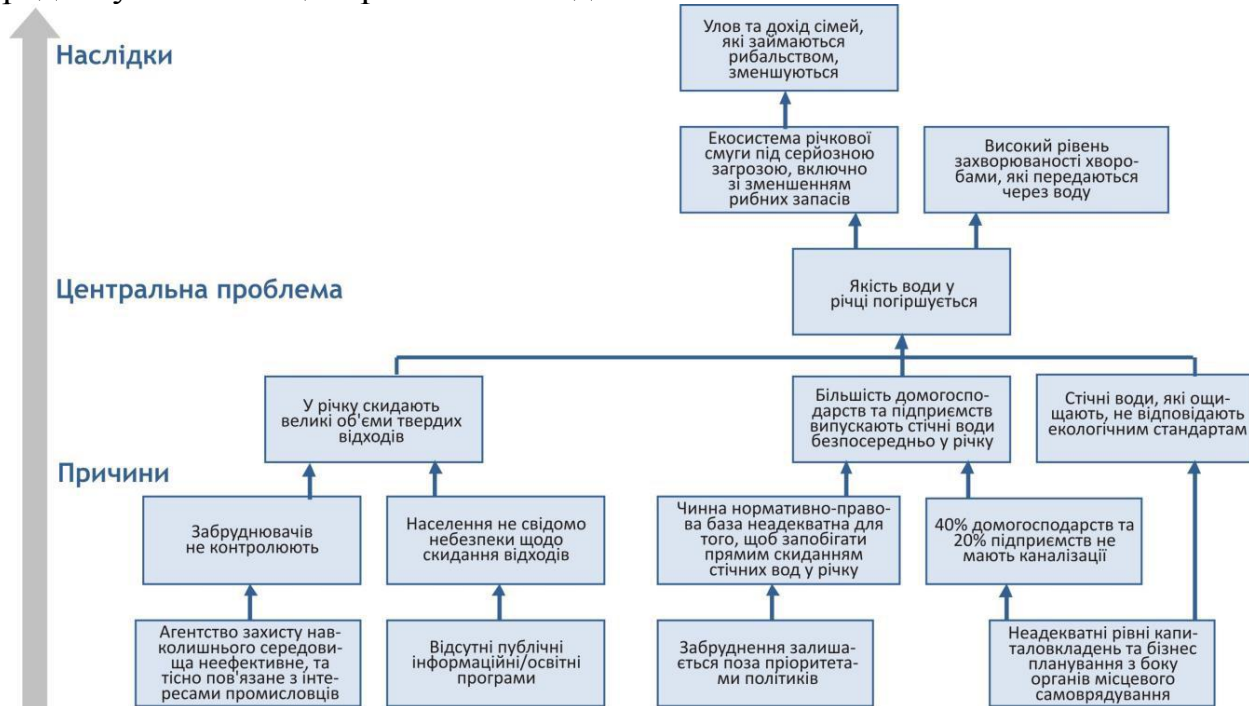 Наслідки
Улов та дохід сімей,
які займаються
рибальством,
зменшуються
Екосистема річкової
смуги під серйозною
загрозою, включно
зі зменшенням
рибних запасів
Високий рівень
захворюваності хворо-
бами, які передаються
через воду
Центральна проблема
Якість води у
річці погіршується
У річку скидають
великі об'єми твердих
відходів
Більшість домогоспо-
дарств та підприємств
випускають стічні води
безпосередньо у річку
Стічні води, які ощи-
щають, не відповідають
екологічним стандартам
Причини
Забруднювачів
не контролюють
Населення не свідомо
небезпеки щодо
скидання відходів
Чинна нормативно-право-
ва база неадекватна для
того, щоб запобігати
прямим скиданням
стічних вод у річку
40% домогосподарств та
20% підприємств не
мають каналізації
Агентство захисту нав-
колишнього середови-
ща неефективне, та
тісно пов'язане з інте-
ресами промисловців
Відсутні публічні
інформаційні/освітні
програми
Забруднення залиша-
ється поза пріоритета-
ми політиків
Неадекватні рівні капи-
таловкладень та бізнес
планування з боку
органів місцевого
самоврядування